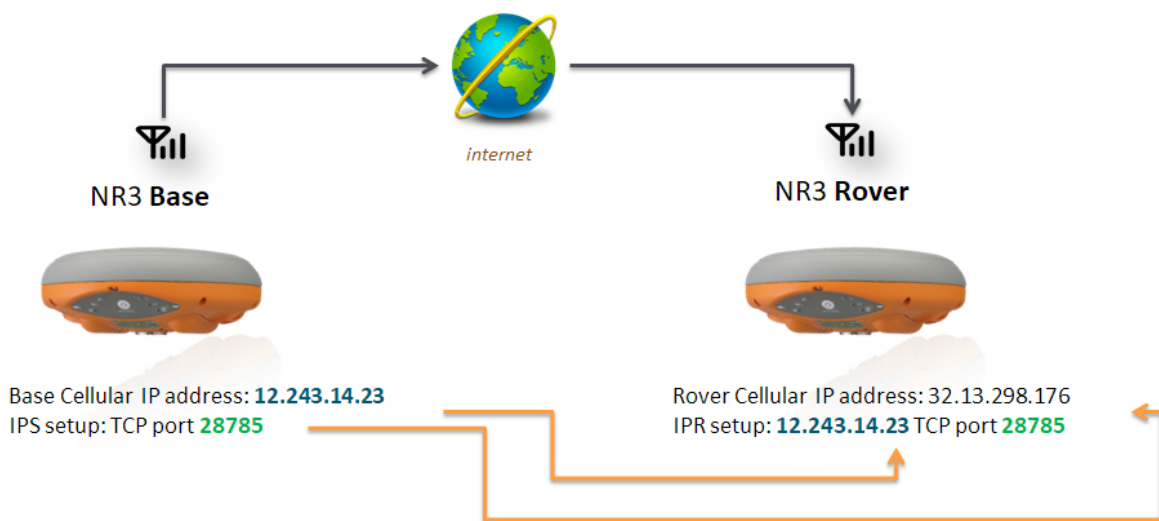 internet
NR3 Base
NR3 Rover
Base Cellular IP address: 12.243.14.23
IPS setup: TCP port 28785
Rover Cellular IP address: 32.13.298.176
IPR setup: 12.243.14.23 TCP port 28785